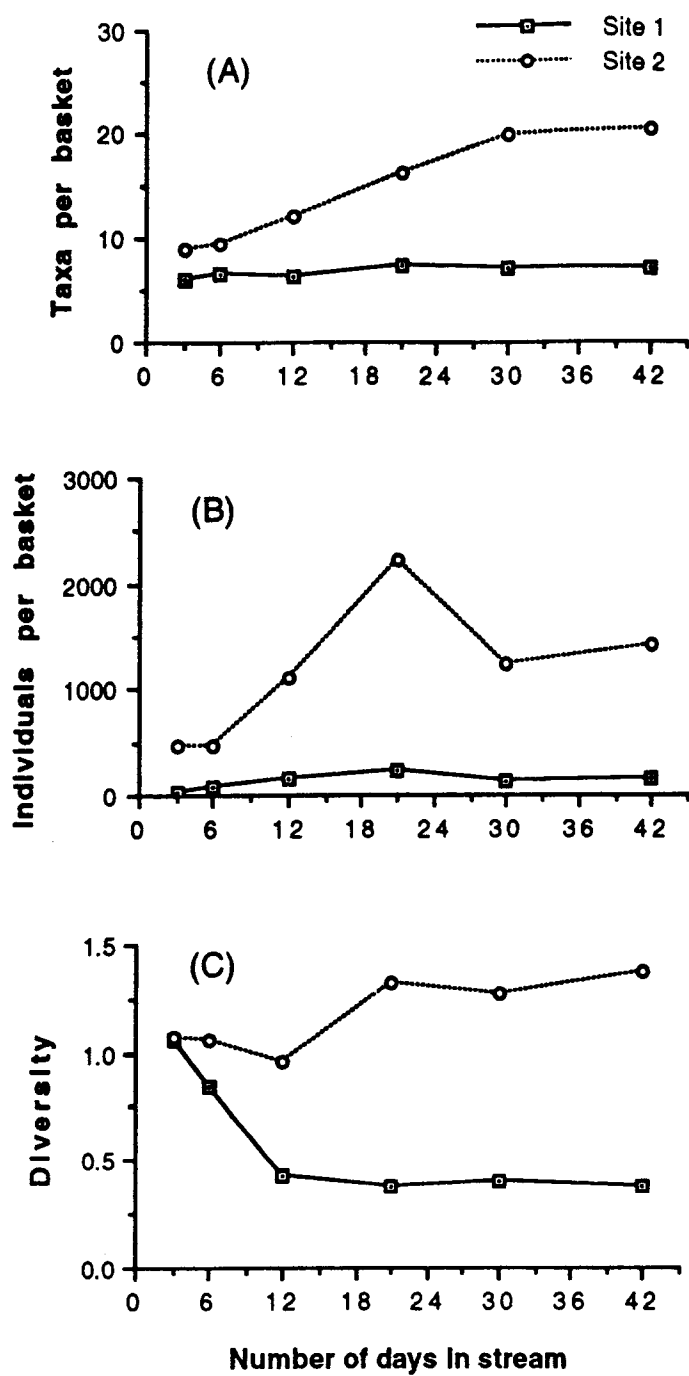 Site 1
Site 2
(A)
Taxa per basket
30
20
10
0
0 6 12 18 24 30 36 42
(B)
Individuals per basket
3000
2000
1000
0
0 6 12 18 24 30 36 42
(C)
Diversity
1.5
1.0
0.5
0.0
0 6 12 18 24 30 36 42
Number of days in stream